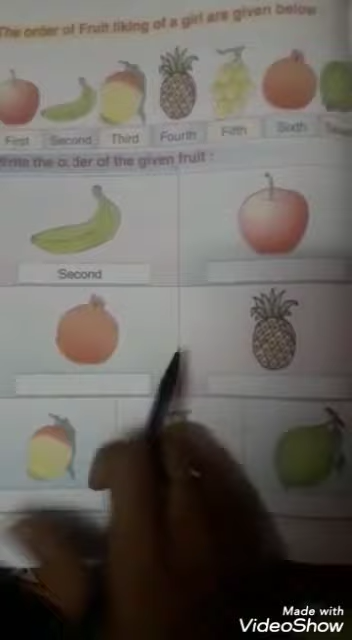 The order of Fruit liking of a girl are given below
First Second Third Fourth Fifth Sixth
Write the order of the given fruit :
Second
Made with
VideoShow